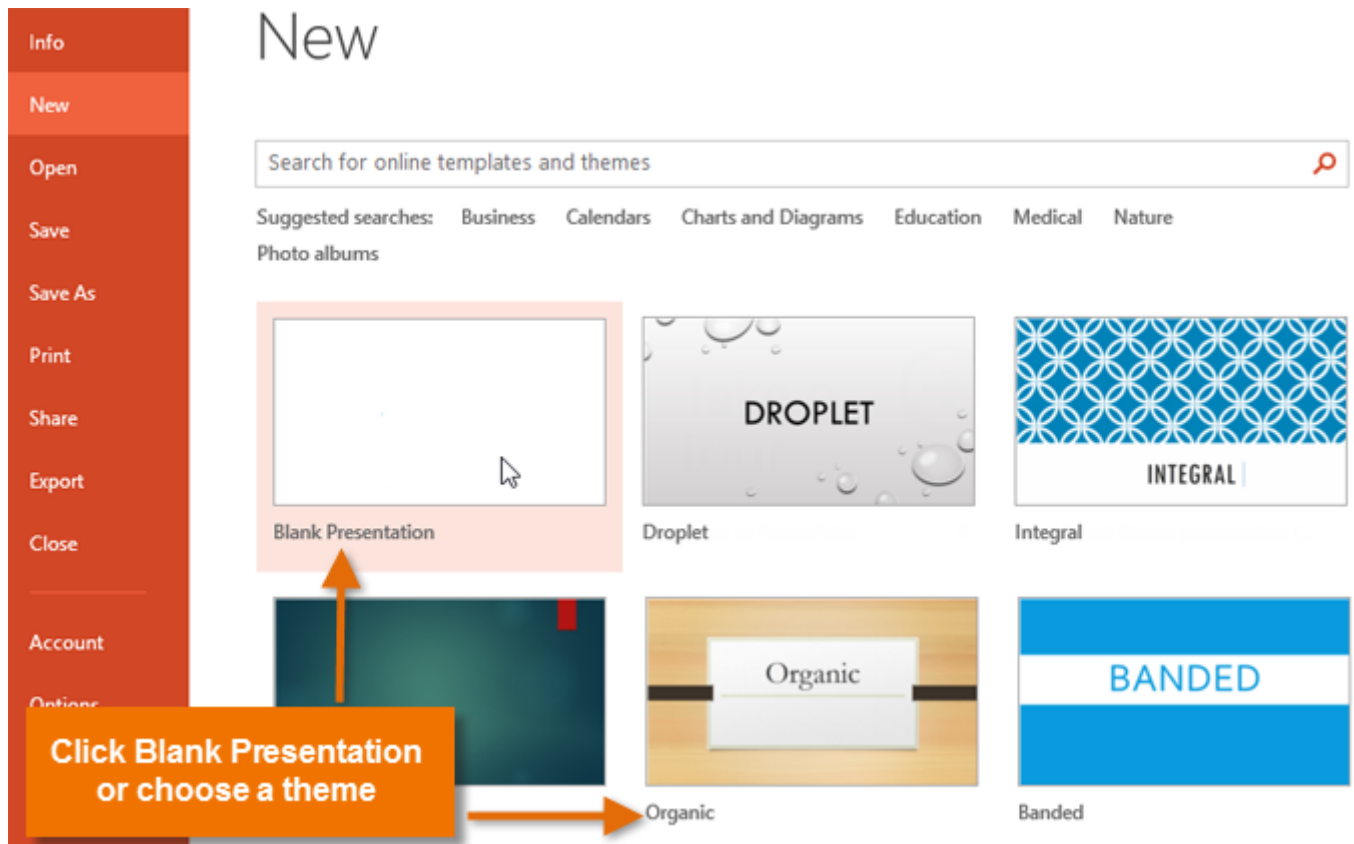 Info
New
Open
Save
Save As
Print
Share
Export
Close
Account
Options
New
Search for online templates and themes
Suggested searches: Business Calendars Charts and Diagrams Education Medical Nature
Photo albums
DROPLET
INTEGRAL
Blank Presentation
Droplet
Integral
Organic
BANDED
Click Blank Presentation
or choose a theme
Organic
Banded